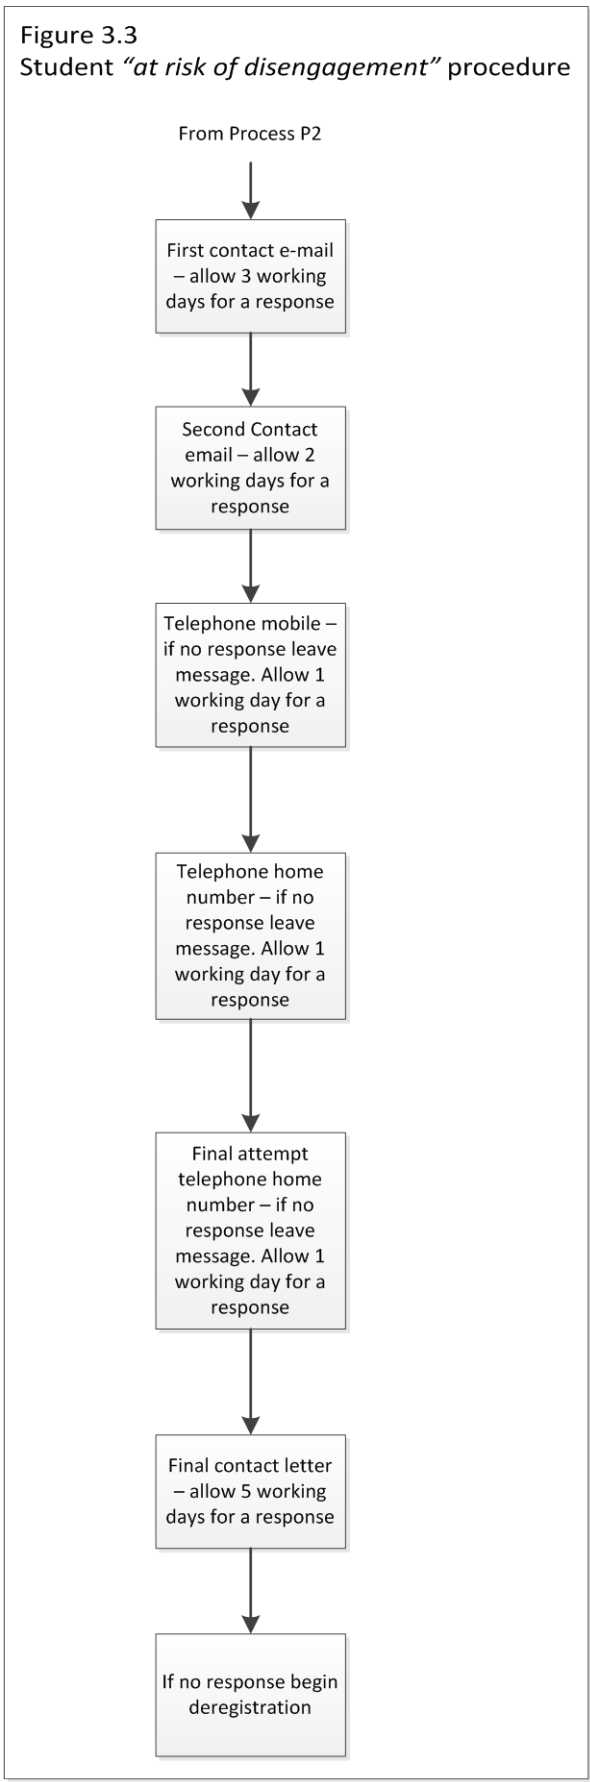 Figure 3.3
Student “at risk of disengagement” procedure
From Process P2
First contact e-mail
– allow 3 working
days for a response
Second Contact
email – allow 2
working days for a
response
Telephone mobile –
if no response leave
message. Allow 1
working day for a
response
Telephone home
number – if no
response leave
message. Allow 1
working day for a
response
Final attempt
telephone home
number – if no
response leave
message. Allow 1
working day for a
response
Final contact letter
– allow 5 working
days for a response
If no response begin
deregistration